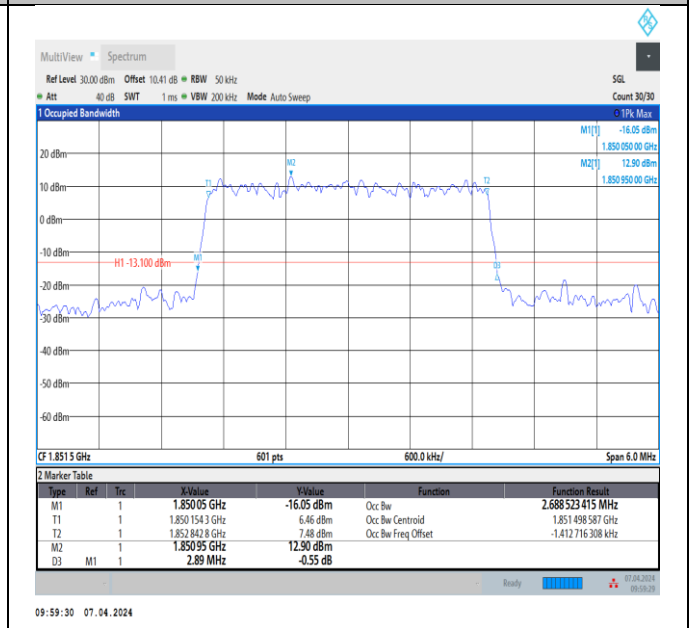 MultiView Spectrum
Ref Level 30.00 dBm Offset 10.41 dB RBW 50 kHz SGL
Att 40 dB SWT 1 ms VBW 200 kHz Mode Auto Sweep Count 30/30
1 Occupied Bandwidth 1Pk Max
M1[1] -16.05 dBm
1.850 050 00 GHz
M2[1] 12.90 dBm
1.850 950 00 GHz
20 dBm
M2
T1
T2
10 dBm
0 dBm
-10 dBm
H1 -13.100 dBm
M1
D3
-20 dBm
-30 dBm
-40 dBm
-50 dBm
-60 dBm
CF 1.8515 GHz 601 pts 600.0 kHz/ Span 6.0 MHz
2 Marker Table
Type Ref Trc X-Value Y-Value Function Function Result
M1 1 1.85005 GHz -16.05 dBm Occ Bw 2.688 523 415 MHz
T1 1 1.850 154 3 GHz 6.46 dBm Occ Bw Centroid 1.851 498 587 GHz
T2 1 1.852 842 8 GHz 7.48 dBm Occ Bw Freq Offset -1.412 716 308 kHz
M2 1 1.85095 GHz 12.90 dBm
D3 M1 1 2.89 MHz -0.55 dB
Ready 07.04.2024
09:59:29
09:59:30 07.04.2024